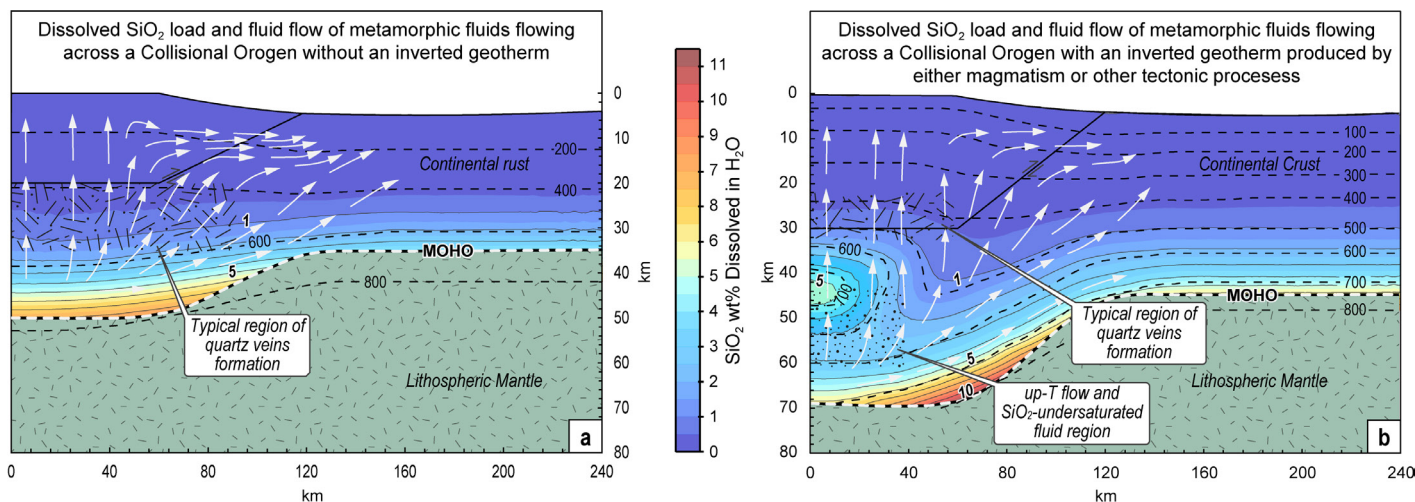 Dissolved SiO₂ load and fluid flow of metamorphic fluids flowing
across a Collisional Orogen without an inverted geotherm
0
10
20
30
40
50
60
70
80
km
200
400
600
800
1
5
Continental rust
MOHO
Typical region of
quartz veins
formation
Lithospheric Mantle
a
0
40
80
120
160
200
240
km
11
10
9
8
7
6
5
4
3
2
1
0
SiO₂ wt% Dissolved in H₂O
Dissolved SiO₂ load and fluid flow of metamorphic fluids flowing
across a Collisional Orogen with an inverted geotherm produced by
either magmatism or other tectonic procesess
0
10
20
30
40
50
60
70
80
km
100
200
300
400
500
600
700
800
600
700
5
1
5
10
Continental Crust
MOHO
Typical region of
quartz veins
formation
Lithospheric Mantle
up-T flow and
SiO₂-undersaturated
fluid region
b
0
40
80
120
160
200
240
km